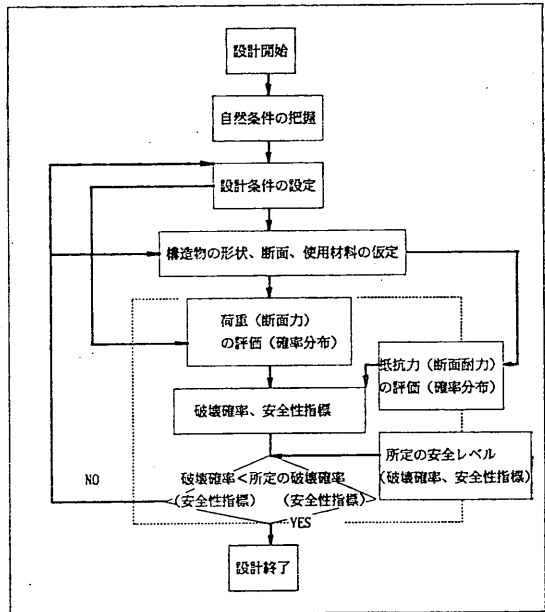 設計開始
自然条件の把握
設計条件の設定
構造物の形状、断面、使用材料の仮定
荷重（断面力）
の評価（確率分布）
抵抗力（断面耐力）
の評価（確率分布）
破壊確率、安全性指標
所定の安全レベル
（破壊確率、安全性指標）
破壊確率＜所定の破壊確率
（安全性指標）　（安全性指標）
NO
YES
設計終了